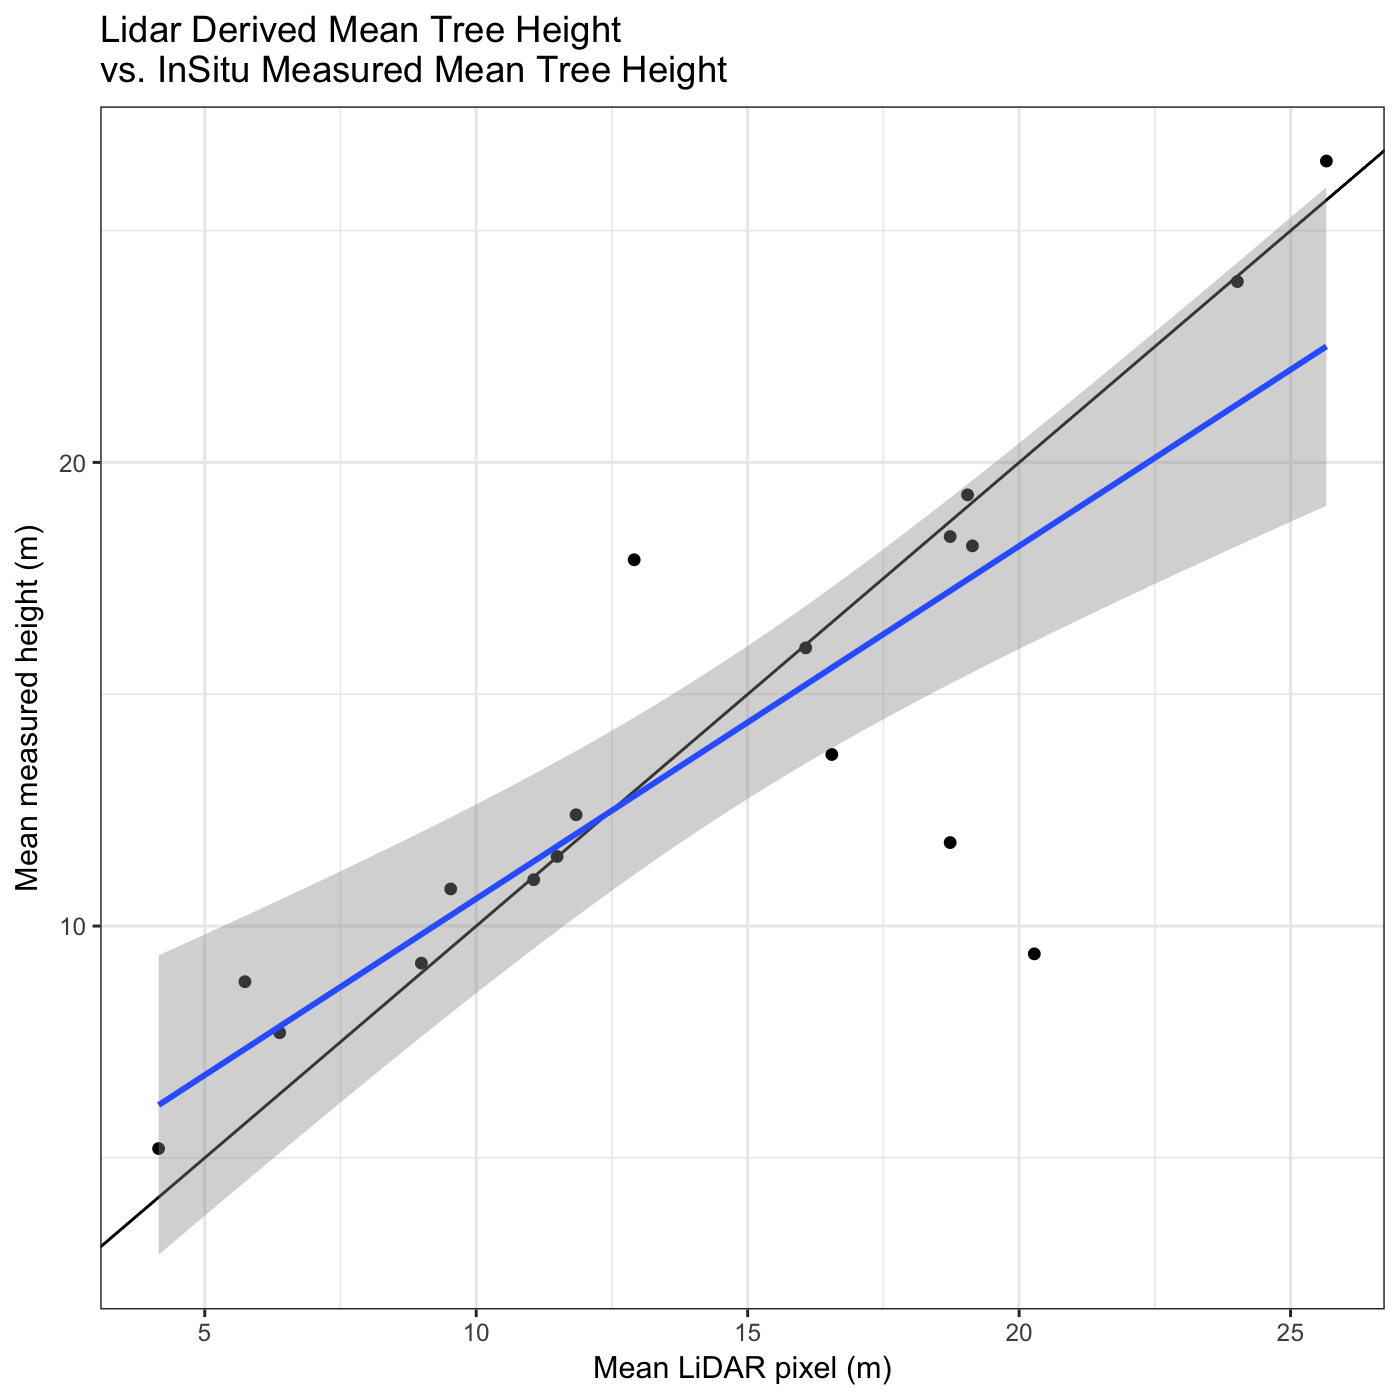 Lidar Derived Mean Tree Height
vs. InSitu Measured Mean Tree Height
Mean measured height (m)
20
10
5 10 15 20 25
Mean LiDAR pixel (m)